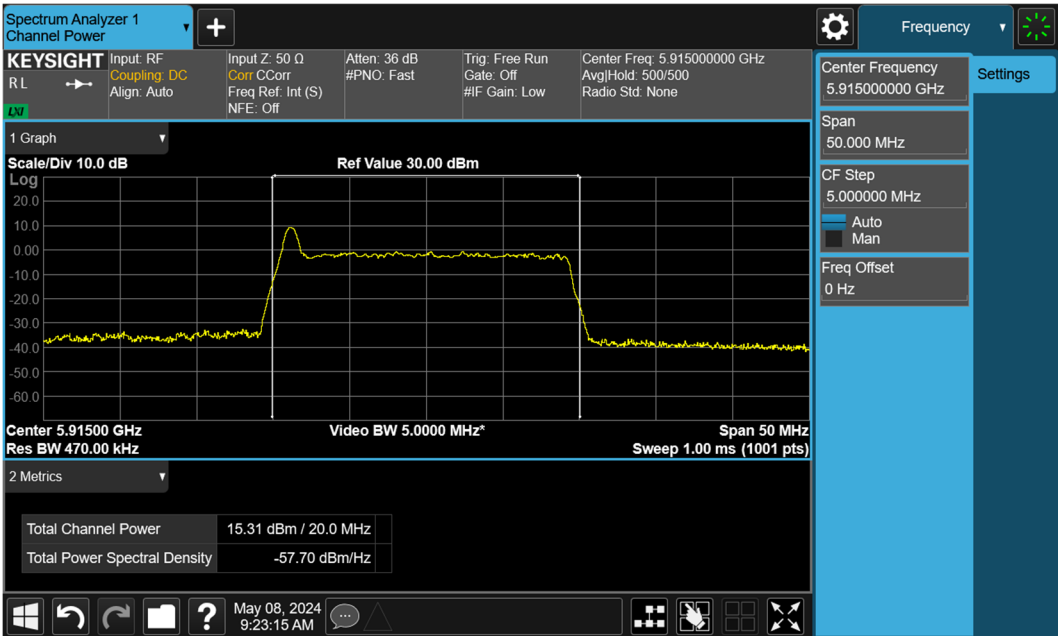 Spectrum Analyzer 1
Channel Power
Frequency
KEYSIGHT
RL
LXI
Input: RF
Coupling: DC
Align: Auto
Input Z: 50 Ω
Corr CCorr
Freq Ref: Int (S)
NFE: Off
Atten: 36 dB
#PNO: Fast
Trig: Free Run
Gate: Off
#IF Gain: Low
Center Freq: 5.915000000 GHz
Avg|Hold: 500/500
Radio Std: None
Center Frequency
5.915000000 GHz
Settings
Span
50.000 MHz
CF Step
5.000000 MHz
Auto
Man
Freq Offset
0 Hz
1 Graph
Scale/Div 10.0 dB
Ref Value 30.00 dBm
Log
20.0
10.0
0.00
-10.0
-20.0
-30.0
-40.0
-50.0
-60.0
Center 5.91500 GHz
Video BW 5.0000 MHz*
Span 50 MHz
Res BW 470.00 kHz
Sweep 1.00 ms (1001 pts)
2 Metrics
Total Channel Power 15.31 dBm / 20.0 MHz
Total Power Spectral Density -57.70 dBm/Hz
?
May 08, 2024
9:23:15 AM